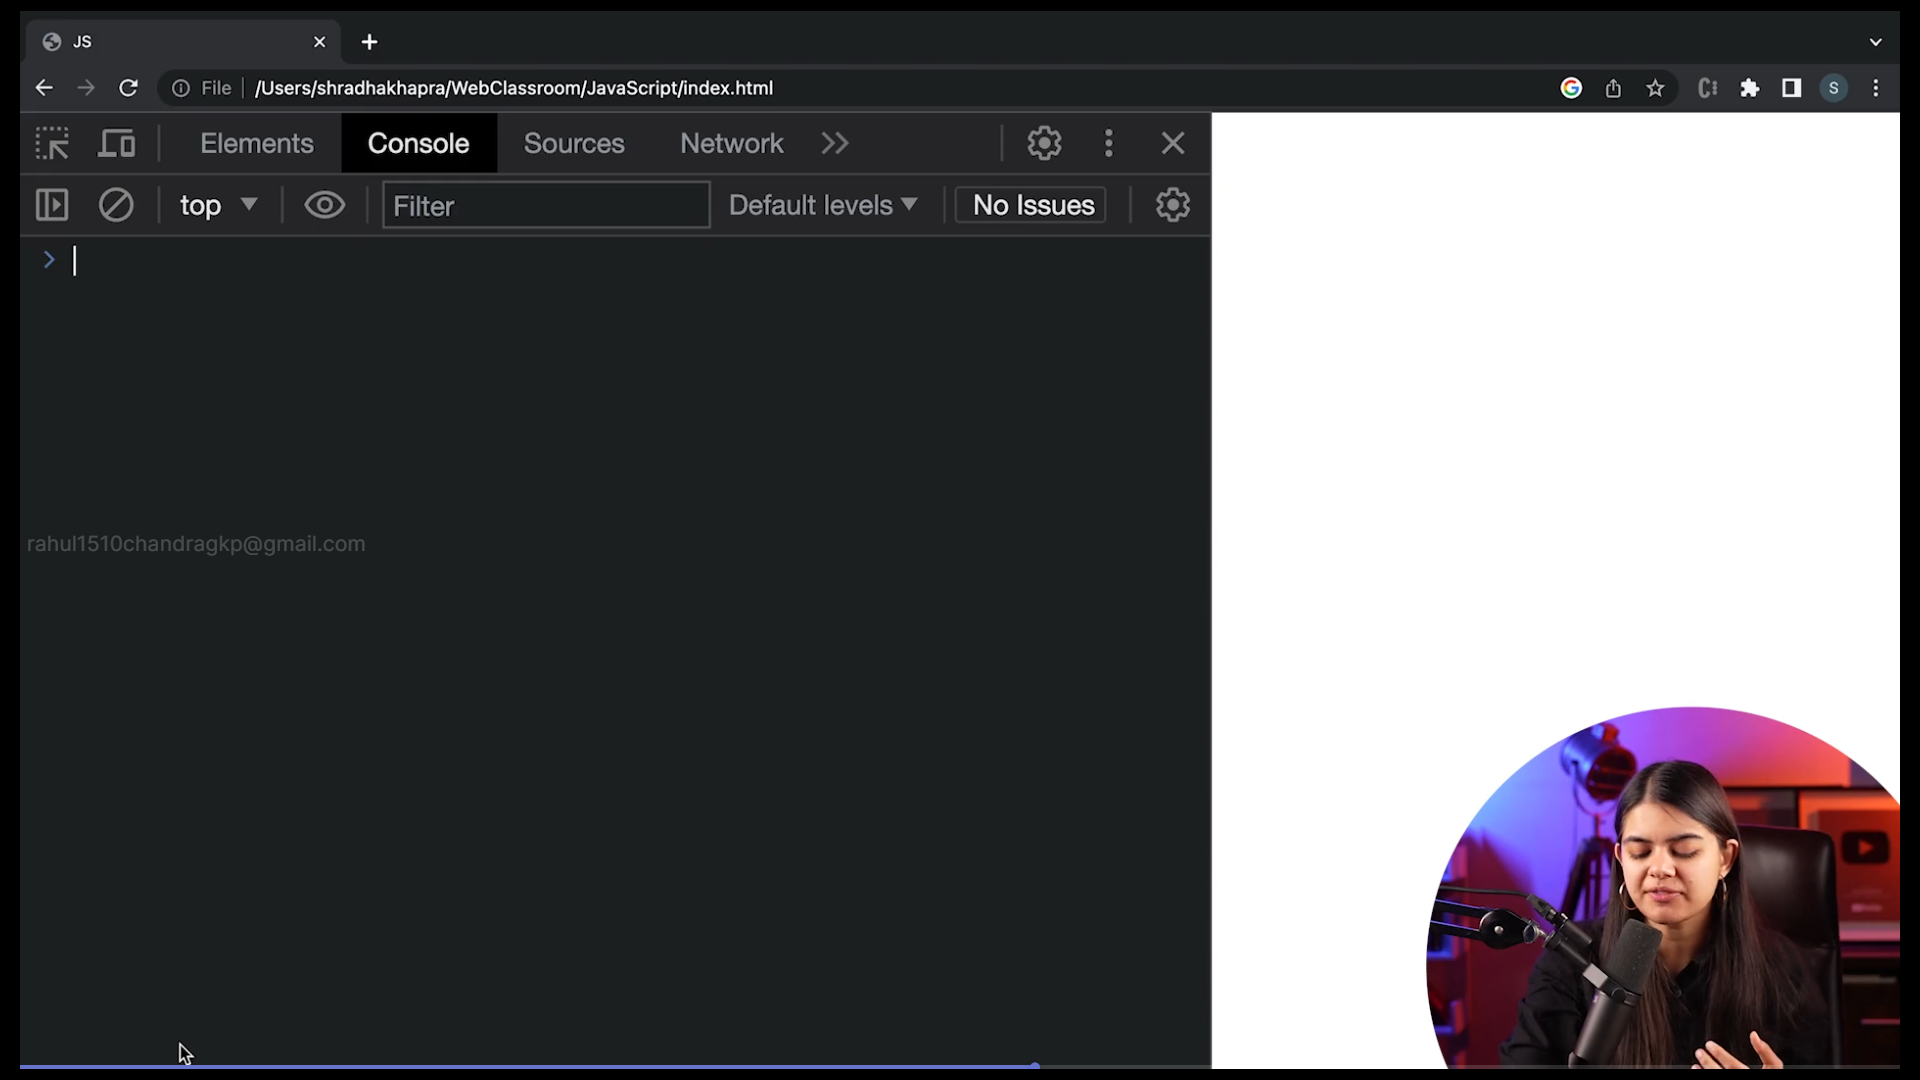 JS
File /Users/shradhakhapra/WebClassroom/JavaScript/index.html
S
Elements Console Sources Network
top Filter Default levels No Issues
rahul1510chandragkp@gmail.com